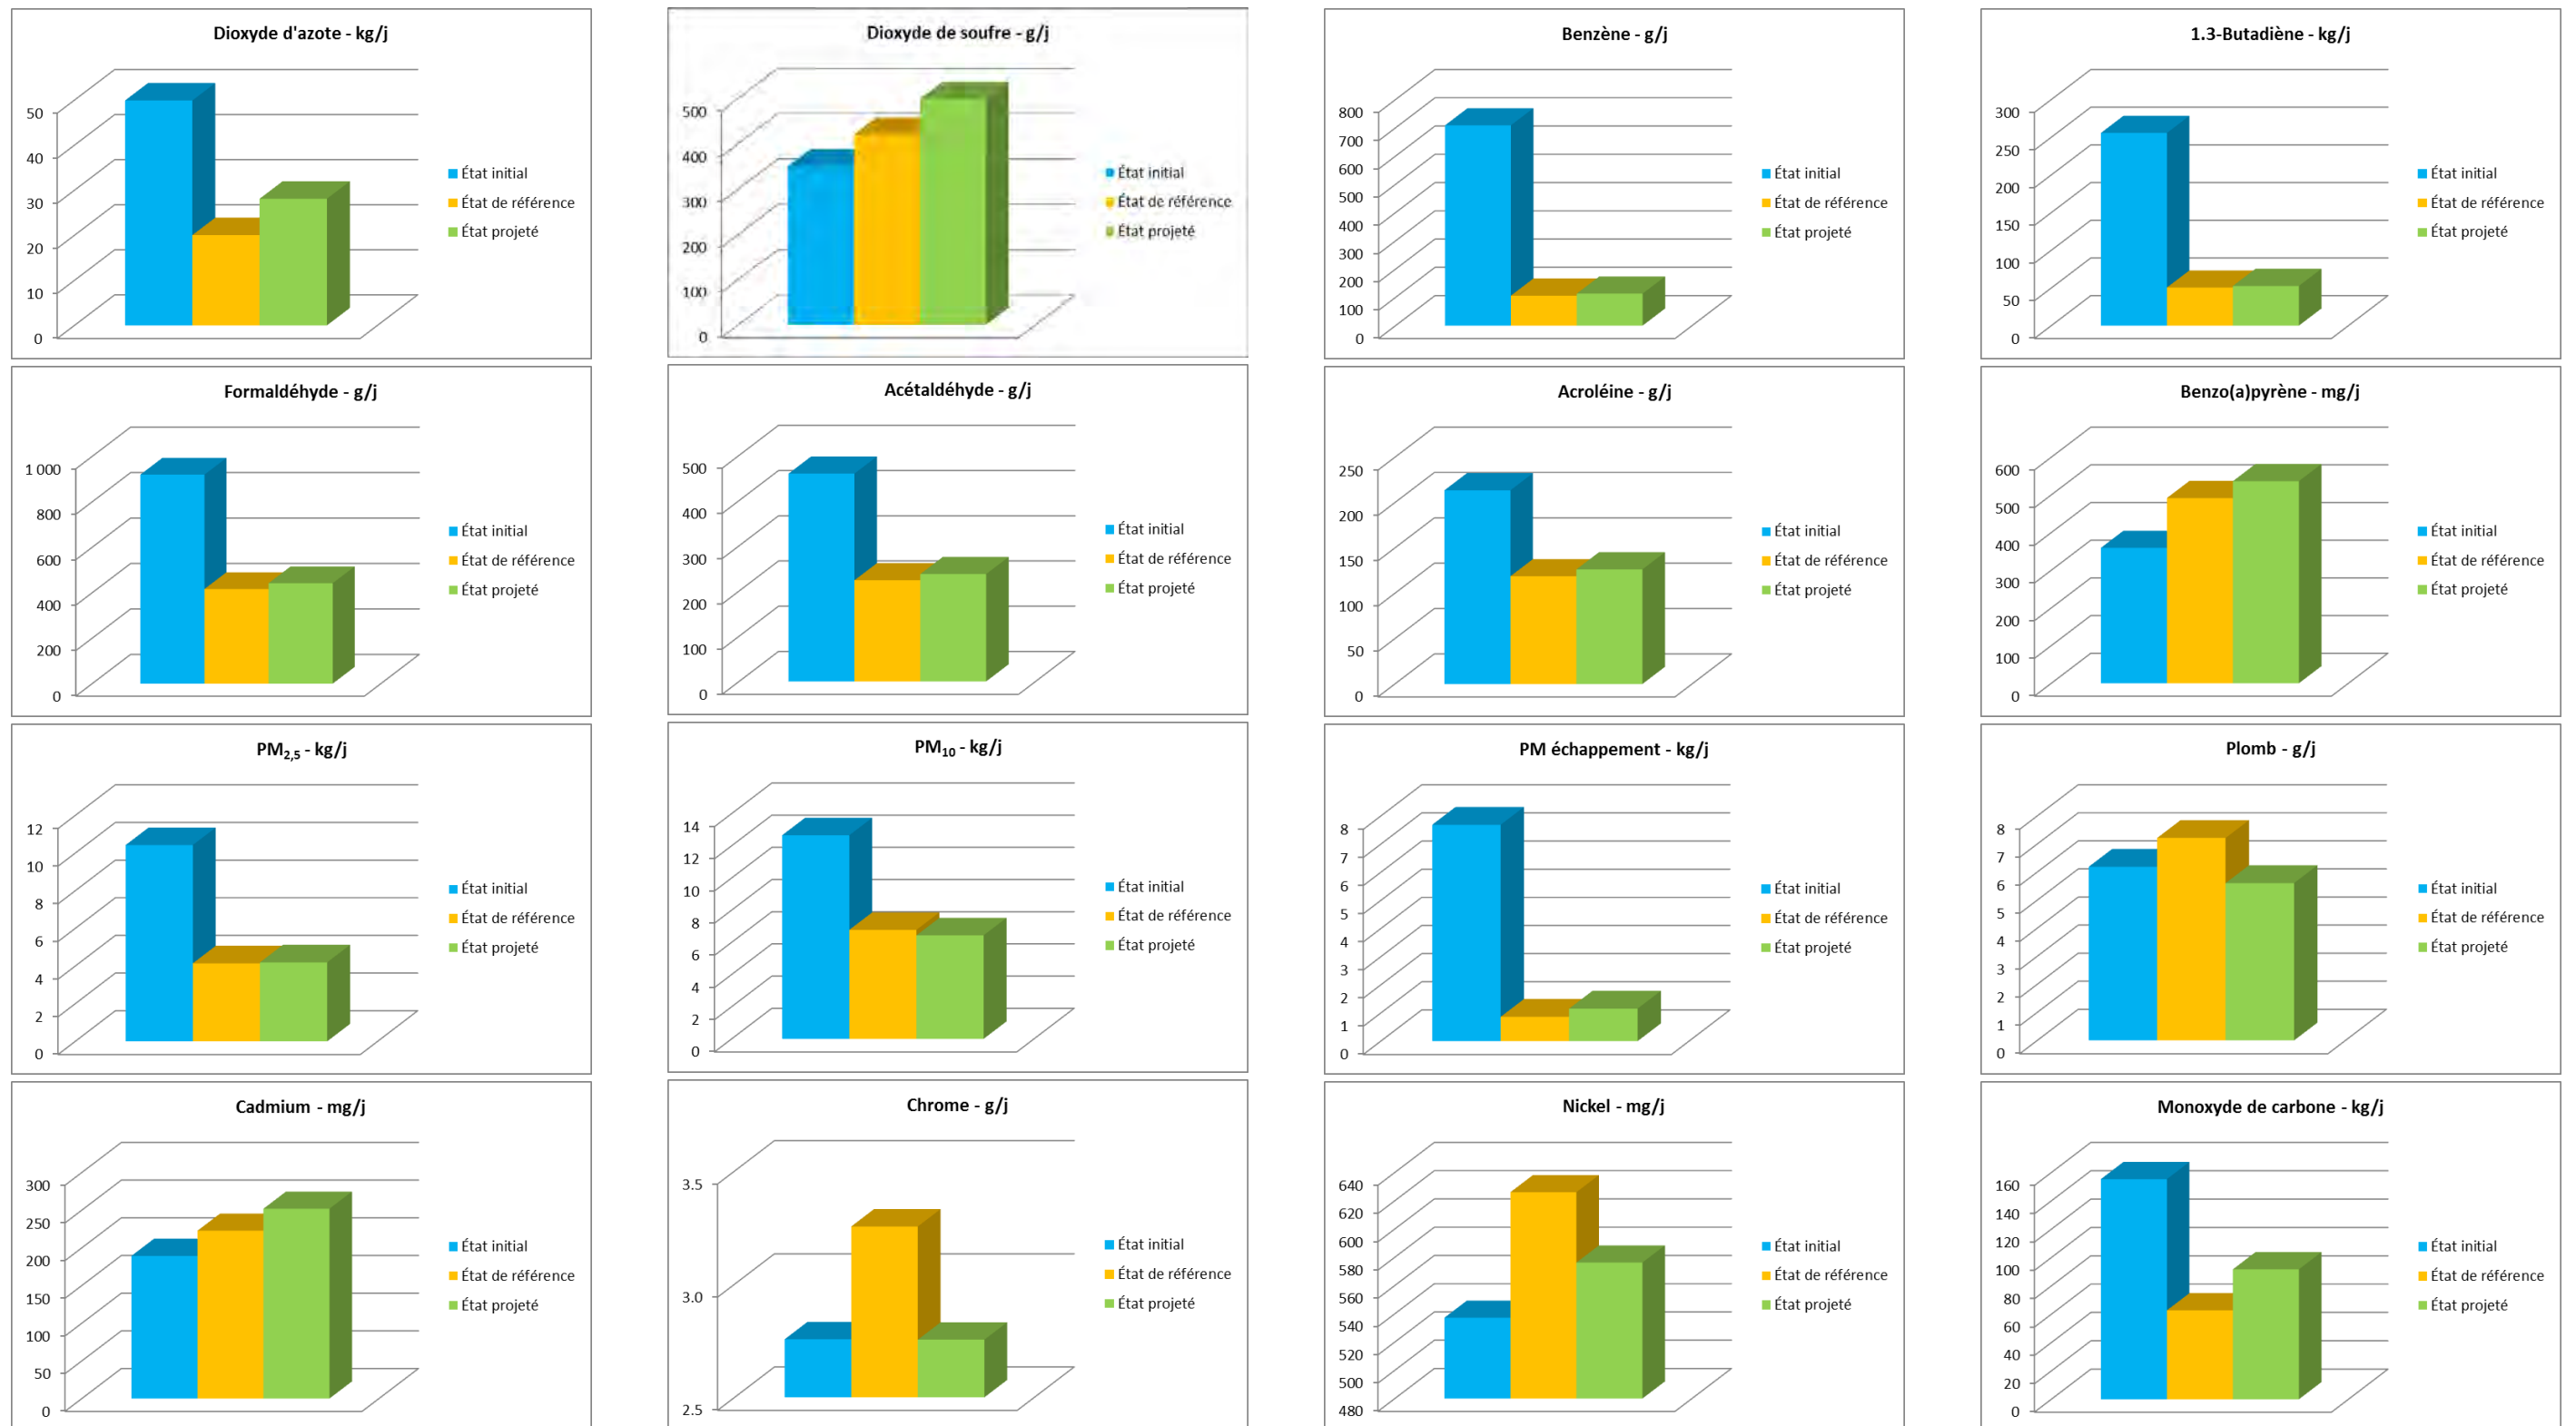 Dioxyde d'azote - kg/j
50
40
30
20
10
0
État initial
État de référence
État projeté
Dioxyde de soufre - g/j
500
400
300
200
100
0
État initial
État de référence
État projeté
Benzène - g/j
800
700
600
500
400
300
200
100
0
État initial
État de référence
État projeté
1.3-Butadiène - kg/j
300
250
200
150
100
50
0
État initial
État de référence
État projeté
Formaldéhyde - g/j
1 000
800
600
400
200
0
État initial
État de référence
État projeté
Acétaldéhyde - g/j
500
400
300
200
100
0
État initial
État de référence
État projeté
Acroléine - g/j
250
200
150
100
50
0
État initial
État de référence
État projeté
Benzo(a)pyrène - mg/j
600
500
400
300
200
100
0
État initial
État de référence
État projeté
PM2,5 - kg/j
12
10
8
6
4
2
0
État initial
État de référence
État projeté
PM10 - kg/j
14
12
10
8
6
4
2
0
État initial
État de référence
État projeté
PM échappement - kg/j
8
7
6
5
4
3
2
1
0
État initial
État de référence
État projeté
Plomb - g/j
8
7
6
5
4
3
2
1
0
État initial
État de référence
État projeté
Cadmium - mg/j
300
250
200
150
100
50
0
État initial
État de référence
État projeté
Chrome - g/j
3.5
3.0
2.5
État initial
État de référence
État projeté
Nickel - mg/j
640
620
600
580
560
540
520
500
480
État initial
État de référence
État projeté
Monoxyde de carbone - kg/j
160
140
120
100
80
60
40
20
0
État initial
État de référence
État projeté